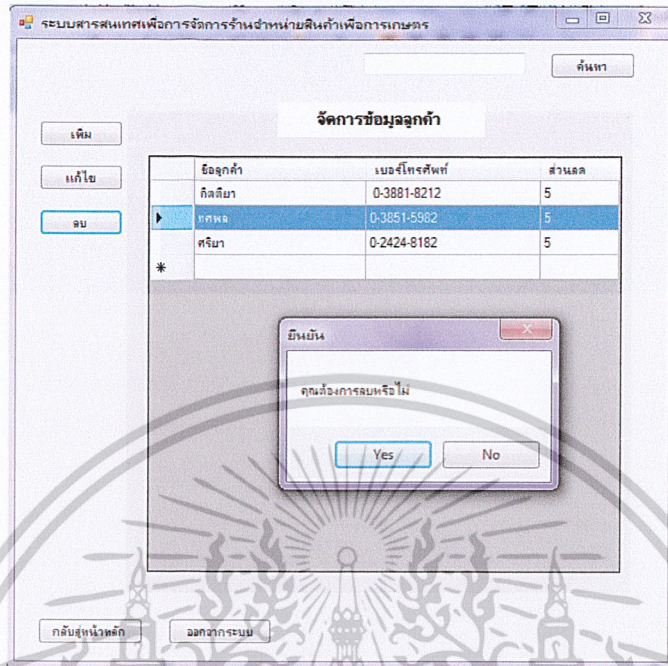 ระบบสารสนเทศเพื่อการจัดการร้านจำหน่ายสินค้าเพื่อการเกษตร
ค้นหา
จัดการข้อมูลลูกค้า
เพิ่ม
แก้ไข
ลบ
ชื่อลูกค้า เบอร์โทรศัพท์ ส่วนลด
กิตติยา 0-3881-8212 5
ทศพล 0-3851-5982 5
ศริยา 0-2424-8182 5
ยืนยัน
คุณต้องการลบหรือไม่
Yes No
กลับสู่หน้าหลัก ออกจากระบบ